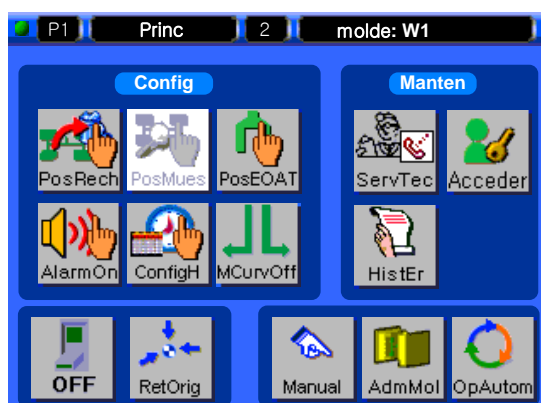 P1 Princ 2 molde: W1
Config
PosRech PosMues PosEOAT
AlarmOn ConfigH MCurvOff
Manten
ServTec Acceder
HistEr
OFF RetOrig
Manual AdmMol OpAutom